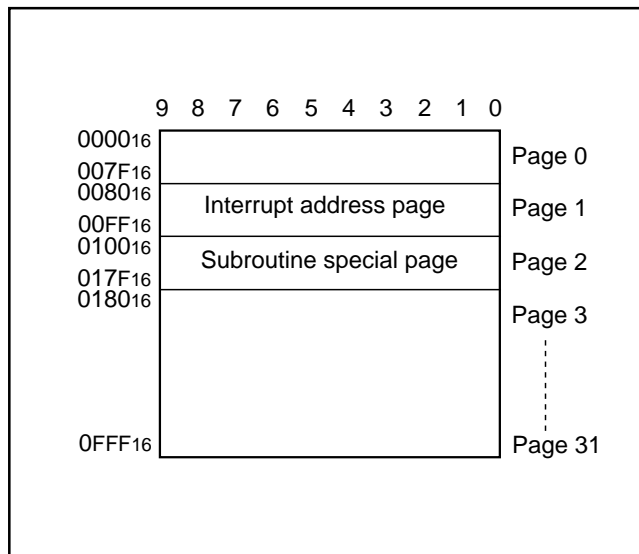 9 8 7 6 5 4 3 2 1 0
0000₁₆
Page 0
007F₁₆
0080₁₆
Interrupt address page
Page 1
00FF₁₆
0100₁₆
Subroutine special page
Page 2
017F₁₆
0180₁₆
Page 3
0FFF₁₆
Page 31